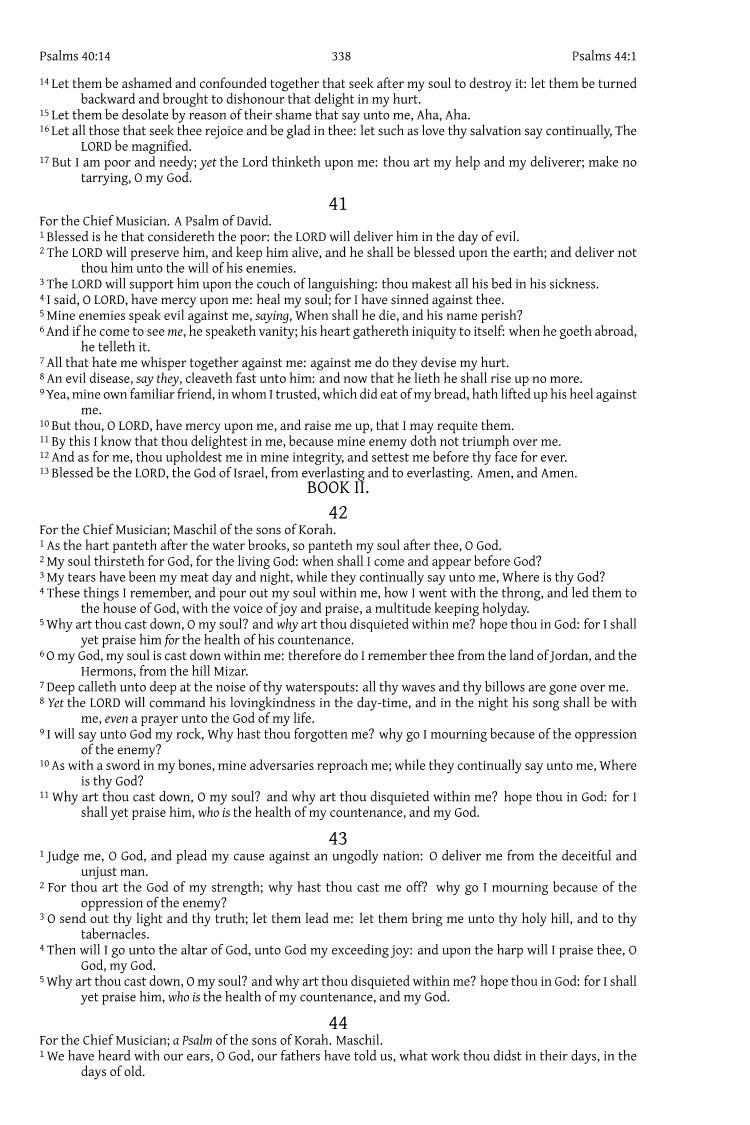 Psalms 40:14 338 Psalms 44:1
14 Let them be ashamed and confounded together that seek after my soul to destroy it: let them be turned
backward and brought to dishonour that delight in my hurt.
15 Let them be desolate by reason of their shame that say unto me, Aha, Aha.
16 Let all those that seek thee rejoice and be glad in thee: let such as love thy salvation say continually, The
LORD be magnified.
17 But I am poor and needy; yet the Lord thinketh upon me: thou art my help and my deliverer; make no
tarrying, O my God.
41
For the Chief Musician. A Psalm of David.
1 Blessed is he that considereth the poor: the LORD will deliver him in the day of evil.
2 The LORD will preserve him, and keep him alive, and he shall be blessed upon the earth; and deliver not
thou him unto the will of his enemies.
3 The LORD will support him upon the couch of languishing: thou makest all his bed in his sickness.
4 I said, O LORD, have mercy upon me: heal my soul; for I have sinned against thee.
5 Mine enemies speak evil against me, saying, When shall he die, and his name perish?
6 And if he come to see me, he speaketh vanity; his heart gathereth iniquity to itself: when he goeth abroad,
he telleth it.
7 All that hate me whisper together against me: against me do they devise my hurt.
8 An evil disease, say they, cleaveth fast unto him: and now that he lieth he shall rise up no more.
9 Yea, mine own familiar friend, in whom I trusted, which did eat of my bread, hath lifted up his heel against
me.
10 But thou, O LORD, have mercy upon me, and raise me up, that I may requite them.
11 By this I know that thou delightest in me, because mine enemy doth not triumph over me.
12 And as for me, thou upholdest me in mine integrity, and settest me before thy face for ever.
13 Blessed be the LORD, the God of Israel, from everlasting and to everlasting. Amen, and Amen.
BOOK II.
42
For the Chief Musician; Maschil of the sons of Korah.
1 As the hart panteth after the water brooks, so panteth my soul after thee, O God.
2 My soul thirsteth for God, for the living God: when shall I come and appear before God?
3 My tears have been my meat day and night, while they continually say unto me, Where is thy God?
4 These things I remember, and pour out my soul within me, how I went with the throng, and led them to
the house of God, with the voice of joy and praise, a multitude keeping holyday.
5 Why art thou cast down, O my soul? and why art thou disquieted within me? hope thou in God: for I shall
yet praise him for the health of his countenance.
6 O my God, my soul is cast down within me: therefore do I remember thee from the land of Jordan, and the
Hermons, from the hill Mizar.
7 Deep calleth unto deep at the noise of thy waterspouts: all thy waves and thy billows are gone over me.
8 Yet the LORD will command his lovingkindness in the day-time, and in the night his song shall be with
me, even a prayer unto the God of my life.
9 I will say unto God my rock, Why hast thou forgotten me? why go I mourning because of the oppression
of the enemy?
10 As with a sword in my bones, mine adversaries reproach me; while they continually say unto me, Where
is thy God?
11 Why art thou cast down, O my soul? and why art thou disquieted within me? hope thou in God: for I
shall yet praise him, who is the health of my countenance, and my God.
43
1 Judge me, O God, and plead my cause against an ungodly nation: O deliver me from the deceitful and
unjust man.
2 For thou art the God of my strength; why hast thou cast me off? why go I mourning because of the
oppression of the enemy?
3 O send out thy light and thy truth; let them lead me: let them bring me unto thy holy hill, and to thy
tabernacles.
4 Then will I go unto the altar of God, unto God my exceeding joy: and upon the harp will I praise thee, O
God, my God.
5 Why art thou cast down, O my soul? and why art thou disquieted within me? hope thou in God: for I shall
yet praise him, who is the health of my countenance, and my God.
44
For the Chief Musician; a Psalm of the sons of Korah. Maschil.
1 We have heard with our ears, O God, our fathers have told us, what work thou didst in their days, in the
days of old.